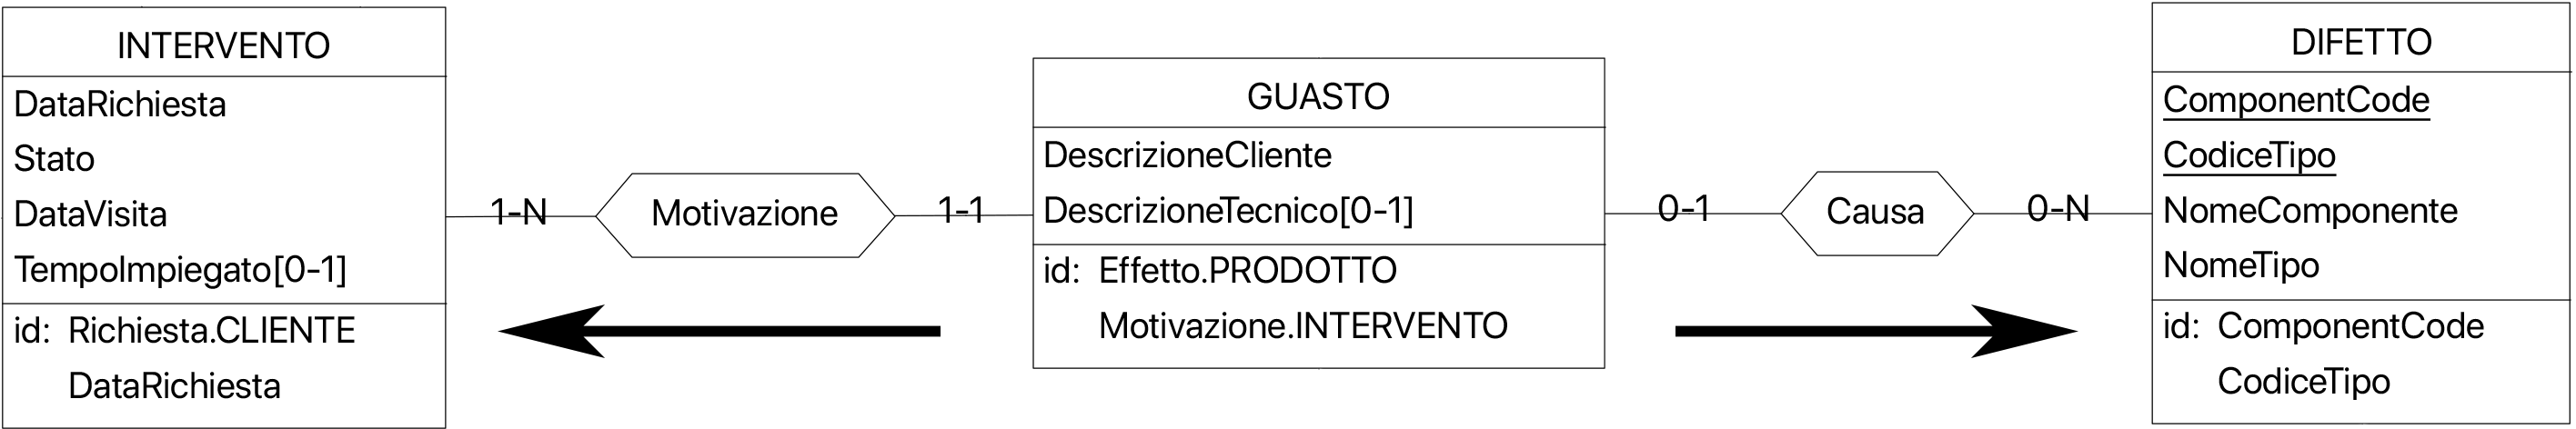 INTERVENTO
DataRichiesta
Stato
DataVisita
TempoImpiegato[0-1]
id: Richiesta.CLIENTE
DataRichiesta
1-N
Motivazione
1-1
GUASTO
DescrizioneCliente
DescrizioneTecnico[0-1]
id: Effetto.PRODOTTO
Motivazione.INTERVENTO
0-1
Causa
0-N
DIFETTO
ComponentCode
CodiceTipo
NomeComponente
NomeTipo
id: ComponentCode
CodiceTipo